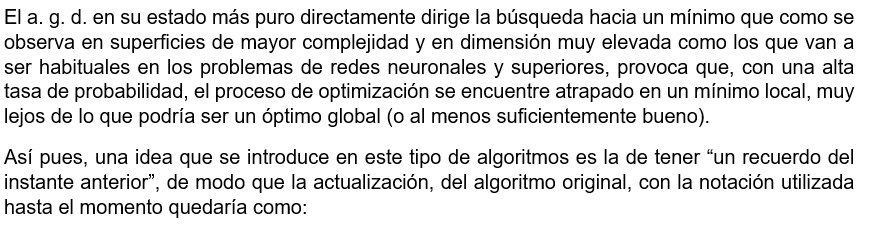 El a. g. d. en su estado más puro directamente dirige la búsqueda hacia un mínimo que como se
observa en superficies de mayor complejidad y en dimensión muy elevada como los que van a
ser habituales en los problemas de redes neuronales y superiores, provoca que, con una alta
tasa de probabilidad, el proceso de optimización se encuentre atrapado en un mínimo local, muy
lejos de lo que podría ser un óptimo global (o al menos suficientemente bueno).
Así pues, una idea que se introduce en este tipo de algoritmos es la de tener “un recuerdo del
instante anterior”, de modo que la actualización, del algoritmo original, con la notación utilizada
hasta el momento quedaría como: